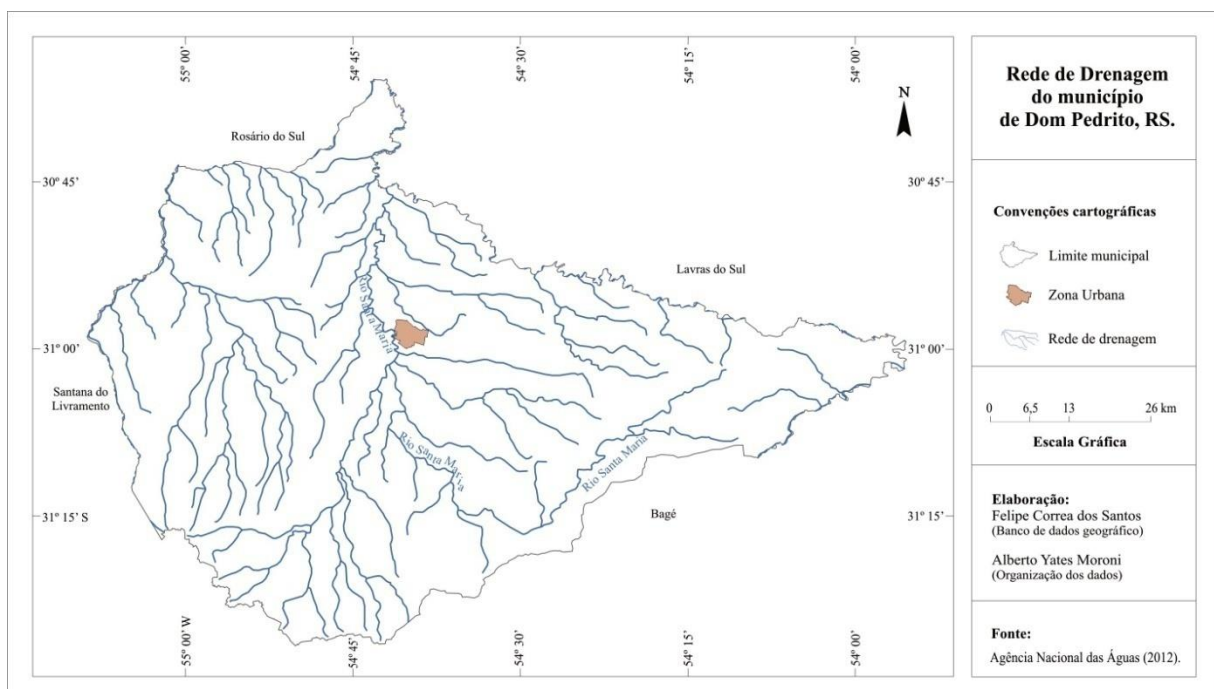 55° 00'
54° 45'
54° 30'
54° 15'
54° 00'
N
Rosário do Sul
30° 45'
30° 45'
Lavras do Sul
Rio Santa Maria
31° 00'
31° 00'
Santana do
Livramento
Rio Santa Maria
Rio Santa Maria
31° 15' S
31° 15'
Bagé
55° 00' W
54° 45'
54° 30'
54° 15'
54° 00'
Rede de Drenagem
do município
de Dom Pedrito, RS.
Convenções cartográficas
Limite municipal
Zona Urbana
Rede de drenagem
0 6,5 13 26 km
Escala Gráfica
Elaboração:
Felipe Correa dos Santos
(Banco de dados geográfico)
Alberto Yates Moroni
(Organização dos dados)
Fonte:
Agência Nacional das Águas (2012).